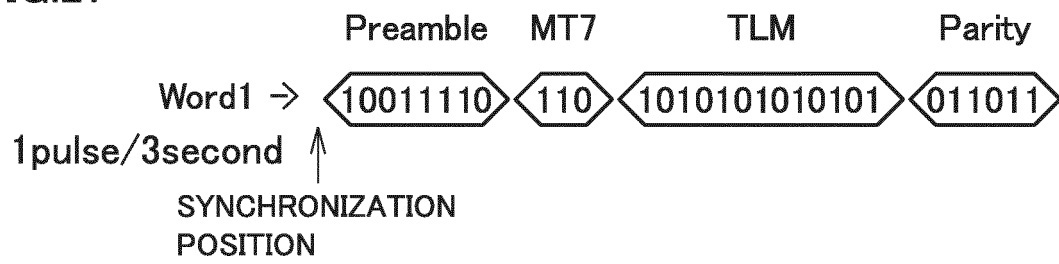 Preamble MT7 TLM Parity
Word1 → 10011110 110 1010101010101 011011
1pulse/3second
SYNCHRONIZATION
POSITION